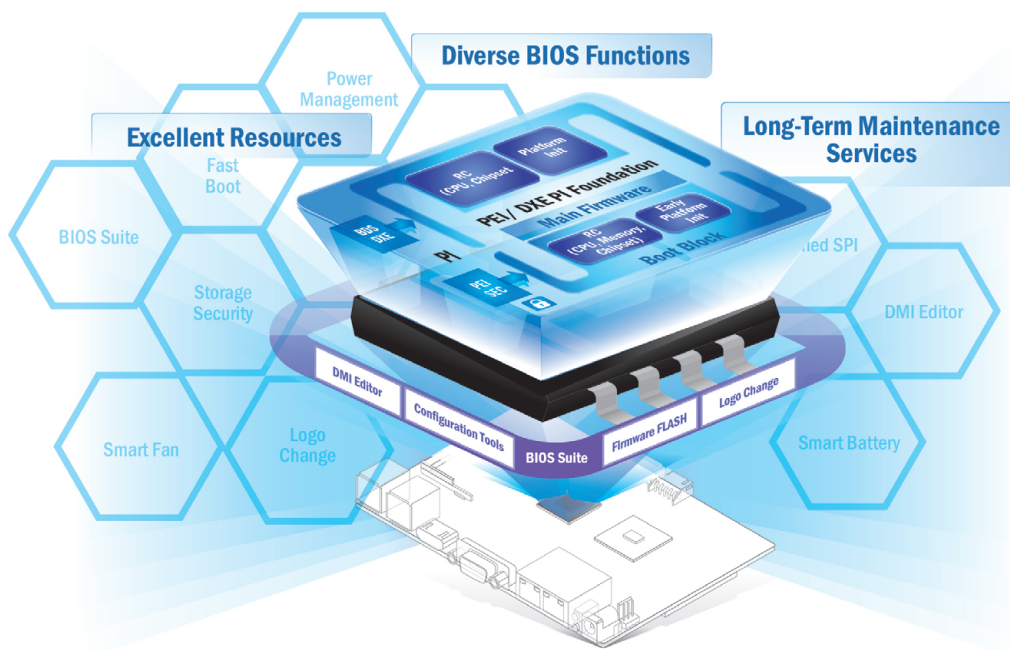 Diverse BIOS Functions
Excellent Resources
Long-Term Maintenance
Services
Power
Management
Fast
Boot
BIOS Suite
Storage
Security
Smart Fan
Logo
Change
SPI
DMI Editor
Smart Battery
RC
(CPU, Chipset
Platform
Init
PEI/ DXE PI Foundation
Main Firmware
BDS
DXE
PI
RC
(CPU, Memory,
Chipset)
Early
Platform
Init
Boot Block
PEI
SEC
DMI Editor
Configuration Tools
BIOS Suite
Firmware FLASH
Logo Change